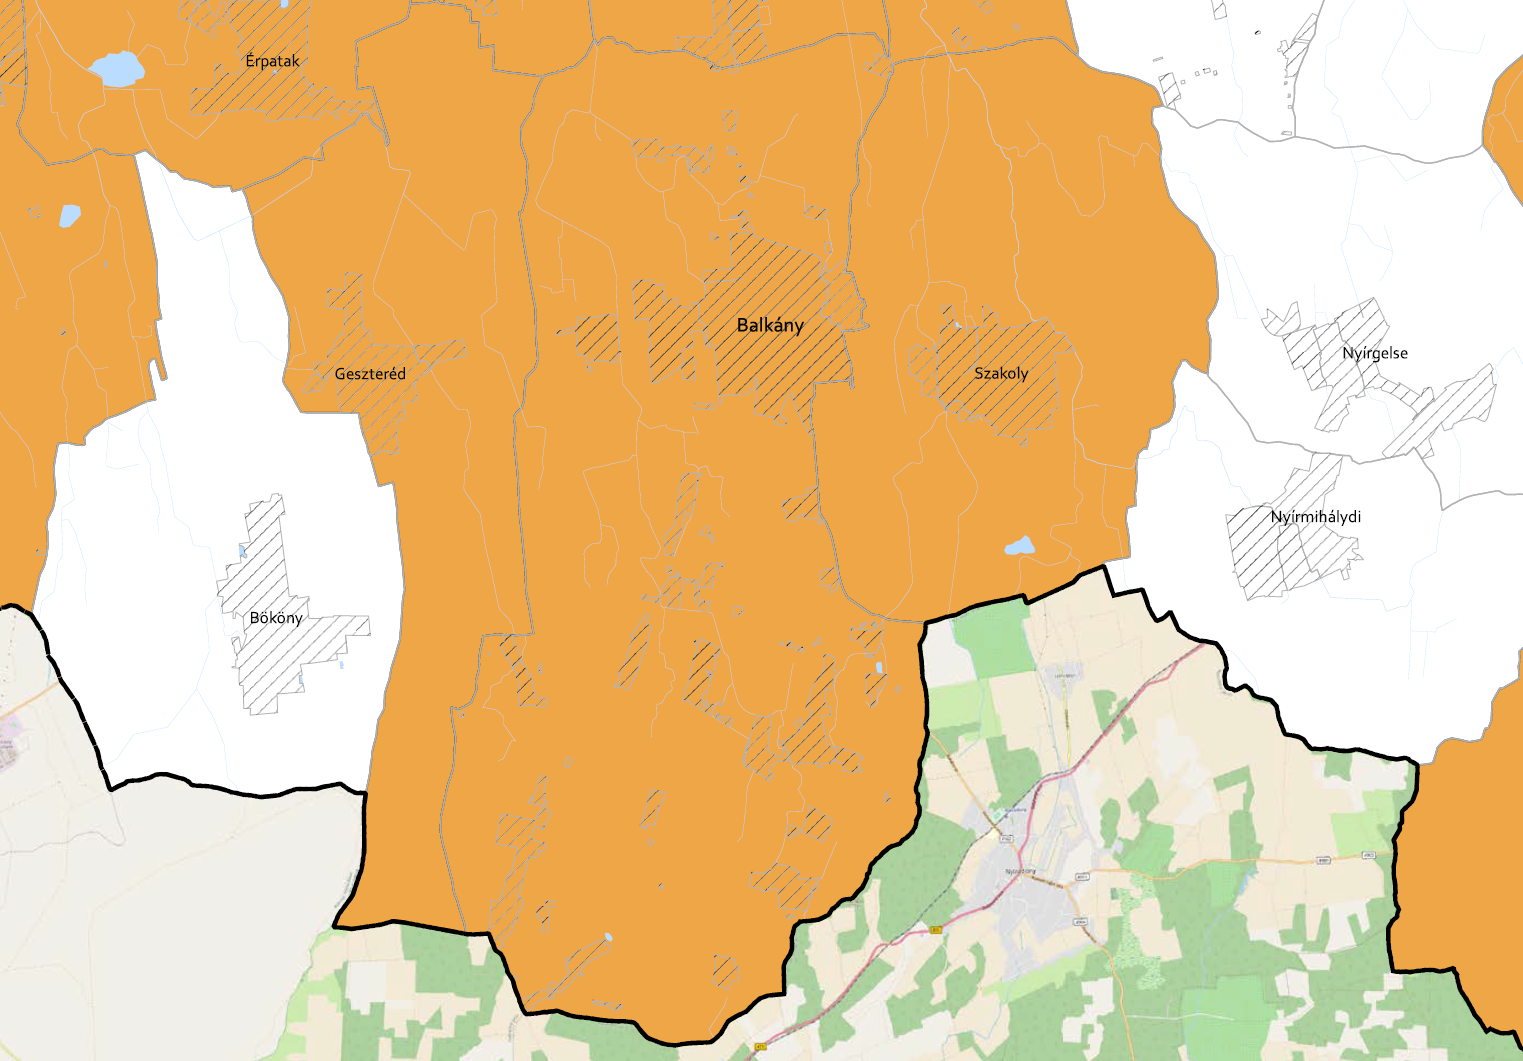 Érpatak
Balkány
Nyírgelse
Geszteréd
Szakoly
Nyírmihálydi
Bököny